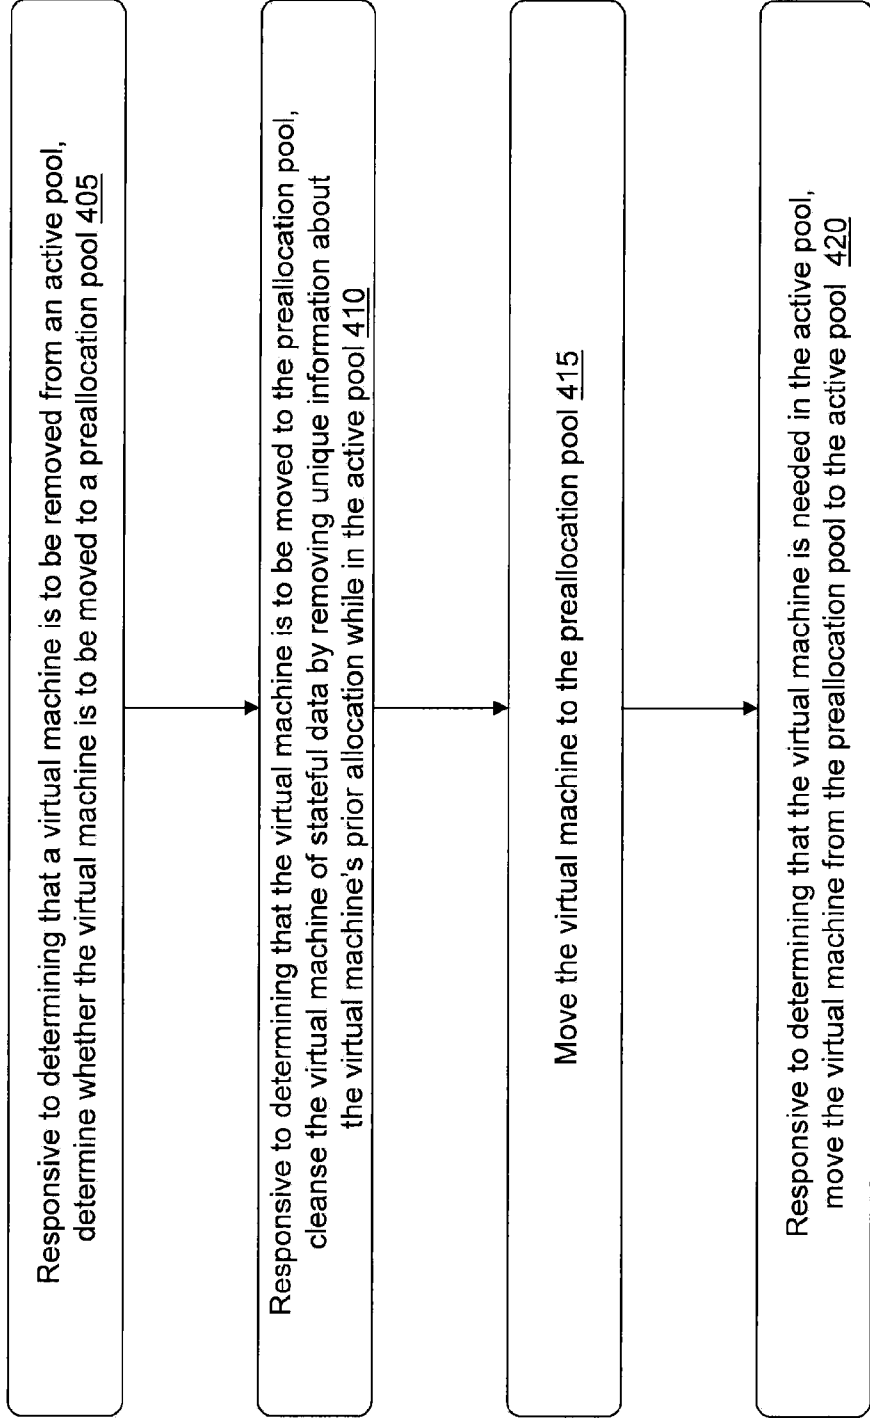 Responsive to determining that a virtual machine is to be removed from an active pool,
determine whether the virtual machine is to be moved to a preallocation pool 405
Responsive to determining that the virtual machine is to be moved to the preallocation pool,
cleanse the virtual machine of stateful data by removing unique information about
the virtual machine's prior allocation while in the active pool 410
Move the virtual machine to the preallocation pool 415
Responsive to determining that the virtual machine is needed in the active pool,
move the virtual machine from the preallocation pool to the active pool 420